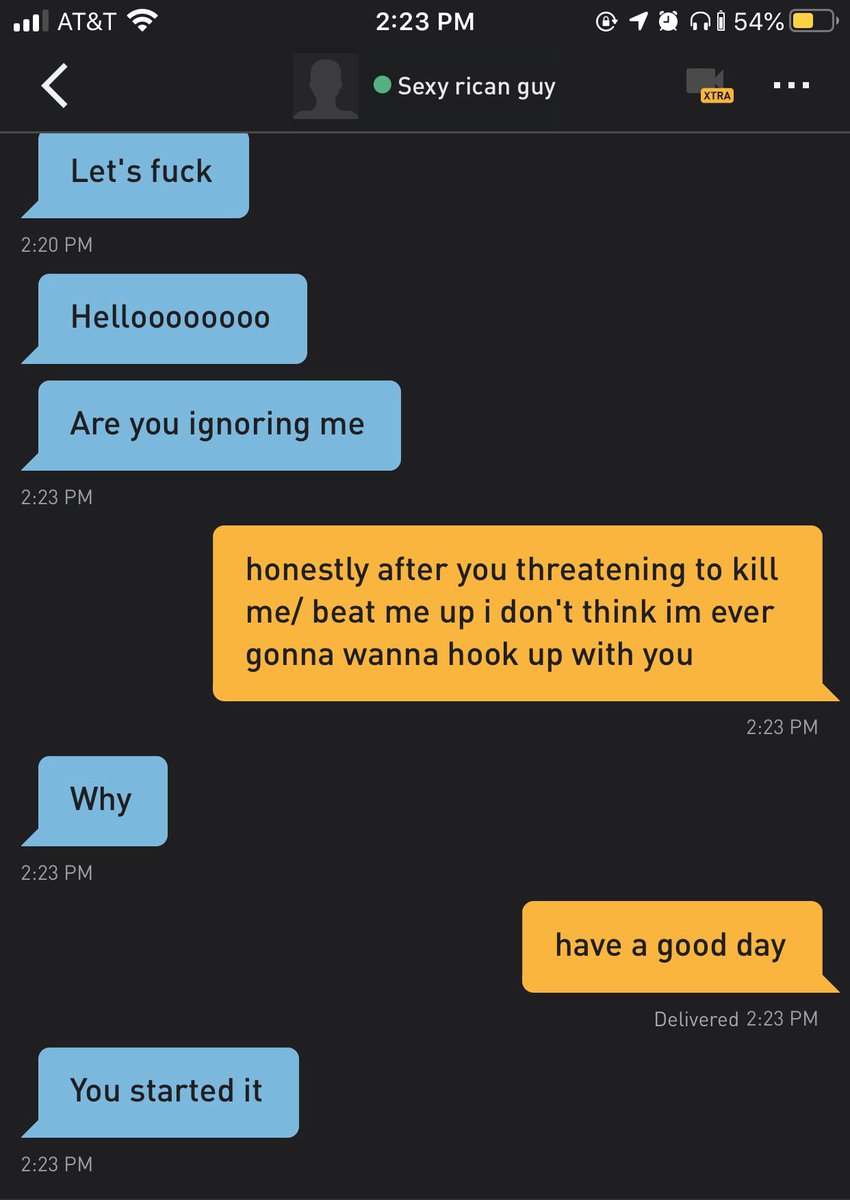 AT&T 2:23 PM 54%
Sexy rican guy
XTRA
Let's fuck
2:20 PM
Helloooooooo
Are you ignoring me
2:23 PM
honestly after you threatening to kill
me/ beat me up i don't think im ever
gonna wanna hook up with you
2:23 PM
Why
2:23 PM
have a good day
Delivered 2:23 PM
You started it
2:23 PM